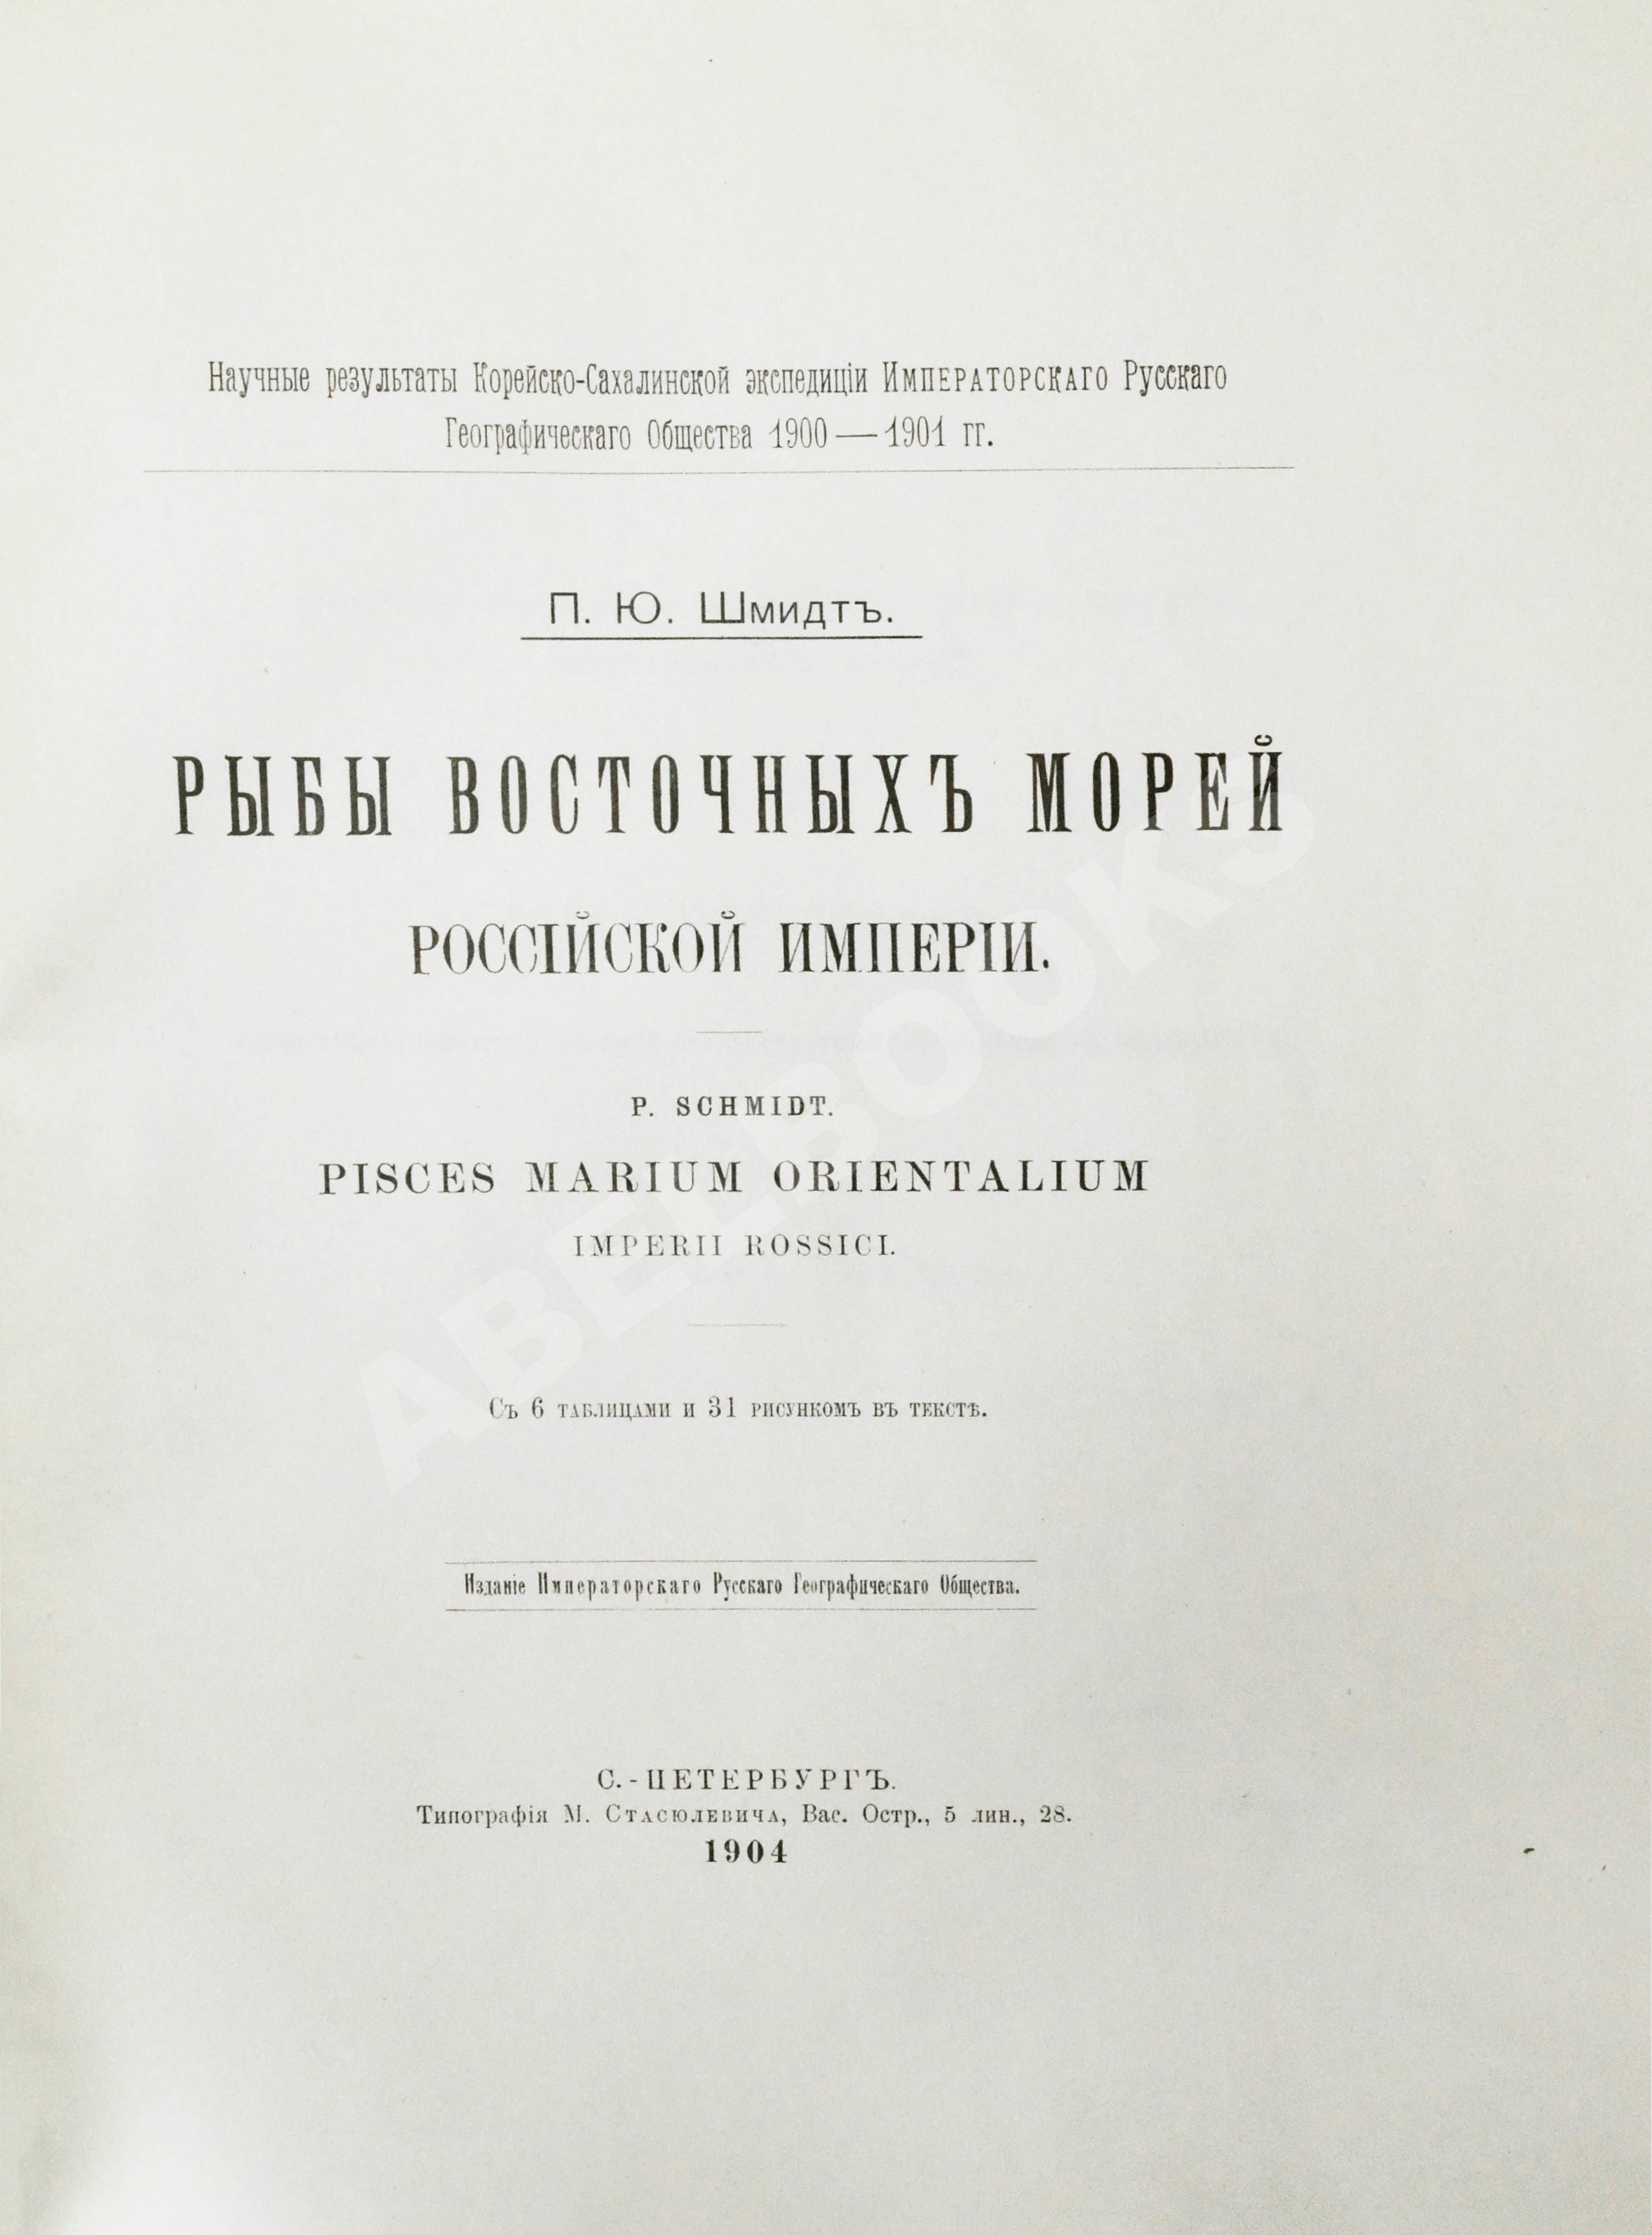 Научные результаты Корейско-Сахалинской экспедиціи Императорскаго Русскаго
Географическаго Общества 1900—1901 гг.
П. Ю. Шмидтъ.
РЫБЫ ВОСТОЧНЫХЪ МОРЕЙ
РОССІЙСКОЙ ИМПЕРІИ.
P. SCHMIDT.
PISCES MARIUM ORIENTALIUM
IMPERII ROSSICI.
Съ 6 таблицами и 31 рисункомъ въ текстѣ.
Изданіе Императорскаго Русскаго Географическаго Общества.
С.-ПЕТЕРБУРГЪ.
Типографія М. Стасюлевича, Вас. Остр., 5 лин., 28.
1904
ABELBOOKS